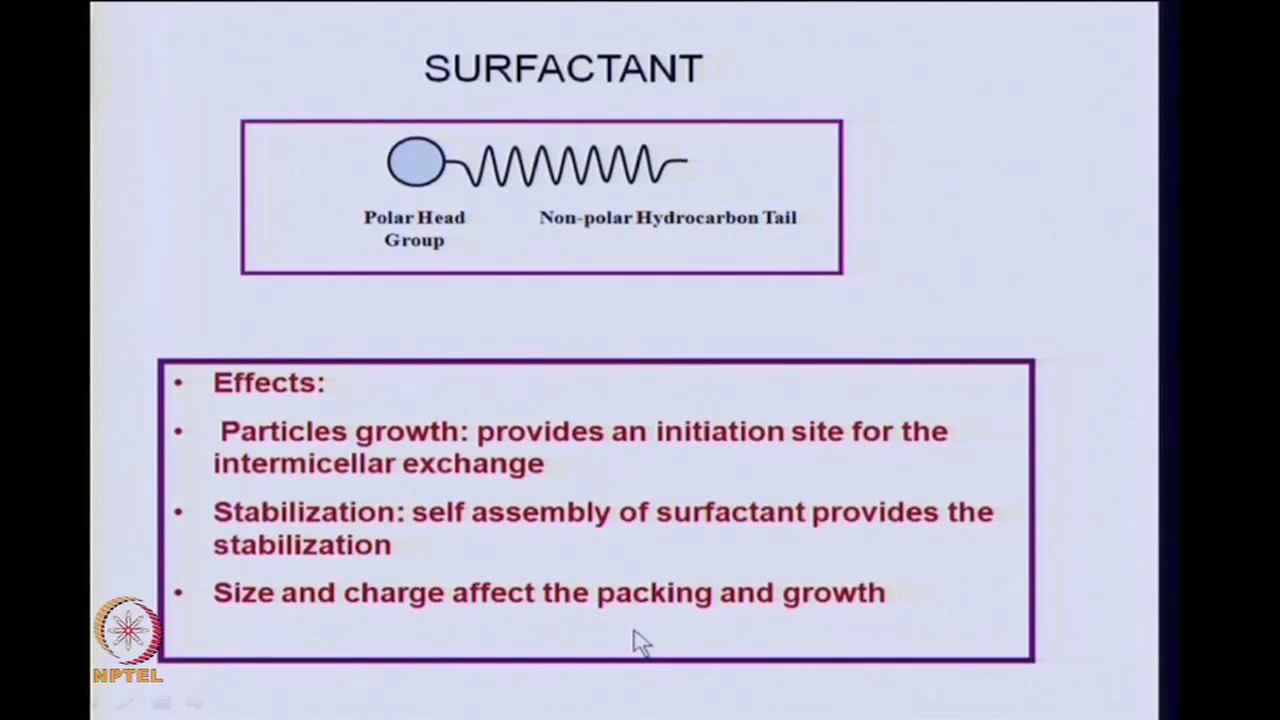 SURFACTANT
Polar Head
Group
Non-polar Hydrocarbon Tail
• Effects:
• Particles growth: provides an initiation site for the
intermicellar exchange
• Stabilization: self assembly of surfactant provides the
stabilization
• Size and charge affect the packing and growth
NPTEL